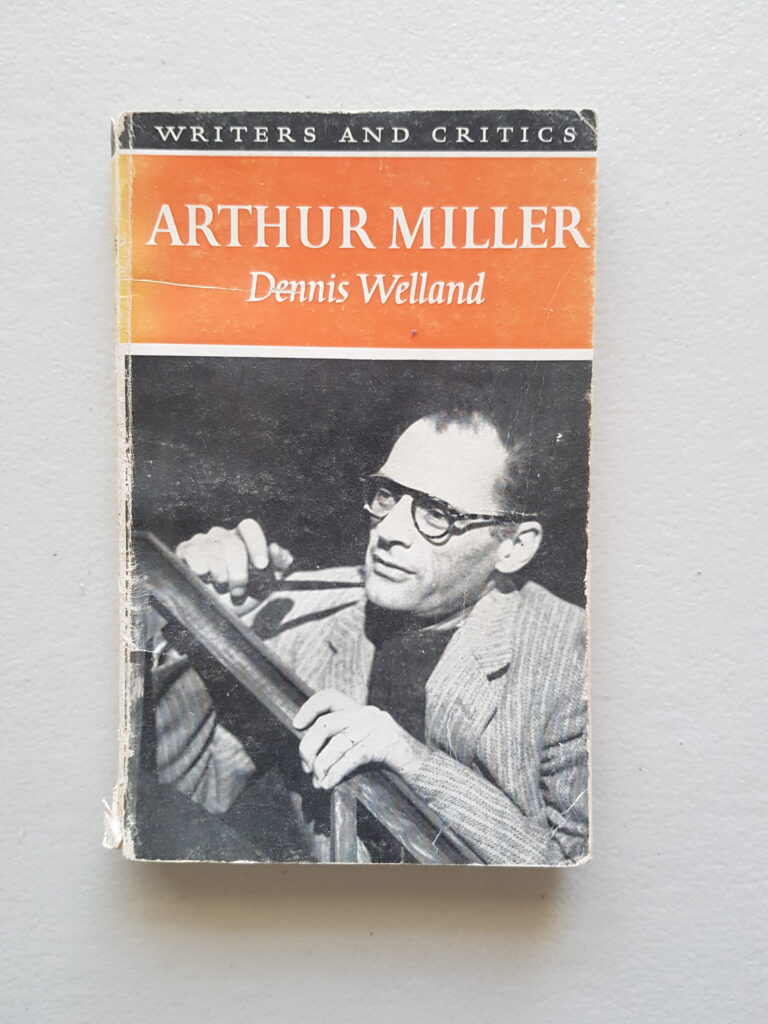 WRITERS AND CRITICS
ARTHUR MILLER
Dennis Welland